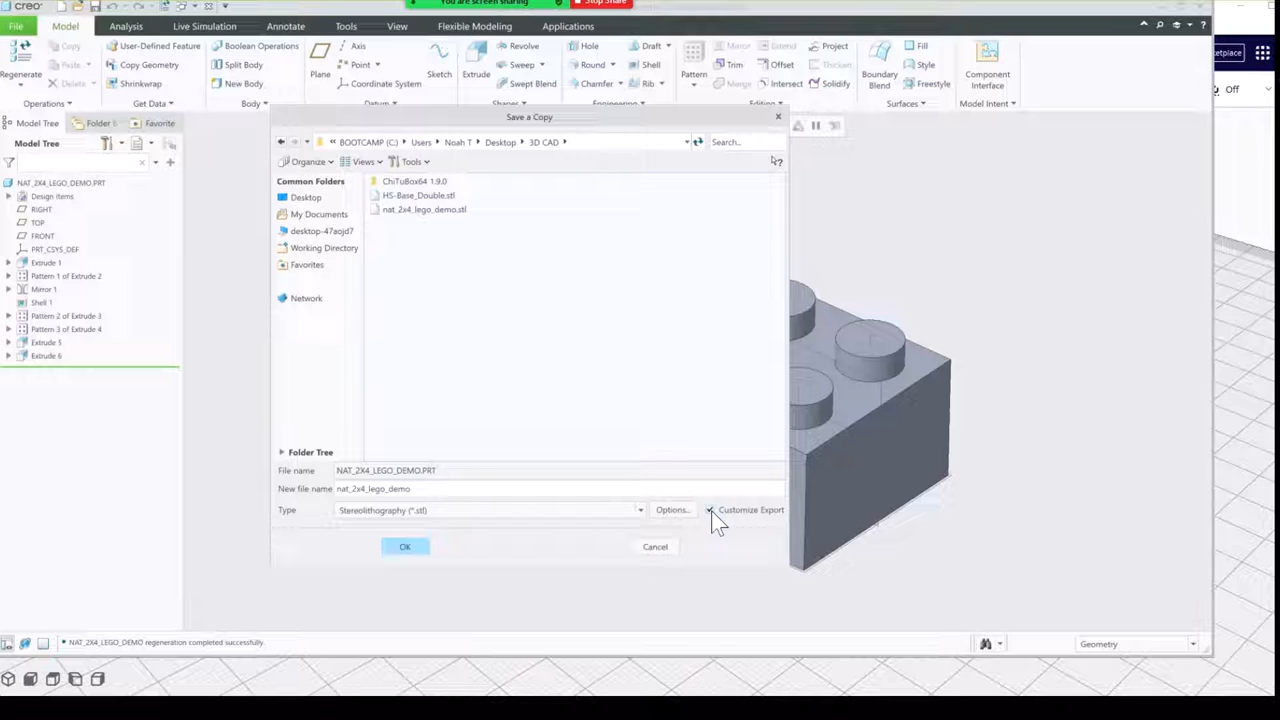 creo
You are screen sharing
Stop Share
File Model Analysis Live Simulation Annotate Tools View Flexible Modeling Applications
Regenerate
Copy
Paste
Delete
User-Defined Feature
Copy Geometry
Shrinkwrap
Boolean Operations
Split Body
New Body
Plane
Axis
Point
Coordinate System
Sketch
Extrude
Revolve
Sweep
Swept Blend
Hole
Round
Chamfer
Draft
Shell
Rib
Pattern
Mirror
Trim
Extend
Offset
Intersect
Project
Thicken
Solidify
Boundary Blend
Fill
Style
Freestyle
Component Interface
etplace
Off
Operations Get Data Body Datum Shapes Engineering Editing Surfaces Model Intent
Model Tree Folder Favorite
Model Tree
NAT_2X4_LEGO_DEMO.PRT
Design Items
RIGHT
TOP
FRONT
PRT_CSYS_DEF
Extrude 1
Pattern 1 of Extrude 2
Mirror 1
Shell 1
Pattern 2 of Extrude 3
Pattern 3 of Extrude 4
Extrude 5
Extrude 6
Save a Copy
BOOTCAMP (C:) Users Noah T Desktop 3D CAD
Search...
Organize Views Tools
Common Folders
Desktop
My Documents
desktop-47aojd7
Working Directory
Favorites
Network
ChiTuBox64 1.9.0
HS-Base_Double.stl
nat_2x4_lego_demo.stl
Folder Tree
File name NAT_2X4_LEGO_DEMO.PRT
New file name nat_2x4_lego_demo
Type Stereolithography (*.stl) Options... Customize Export
OK Cancel
NAT_2X4_LEGO_DEMO regeneration completed successfully.
Geometry